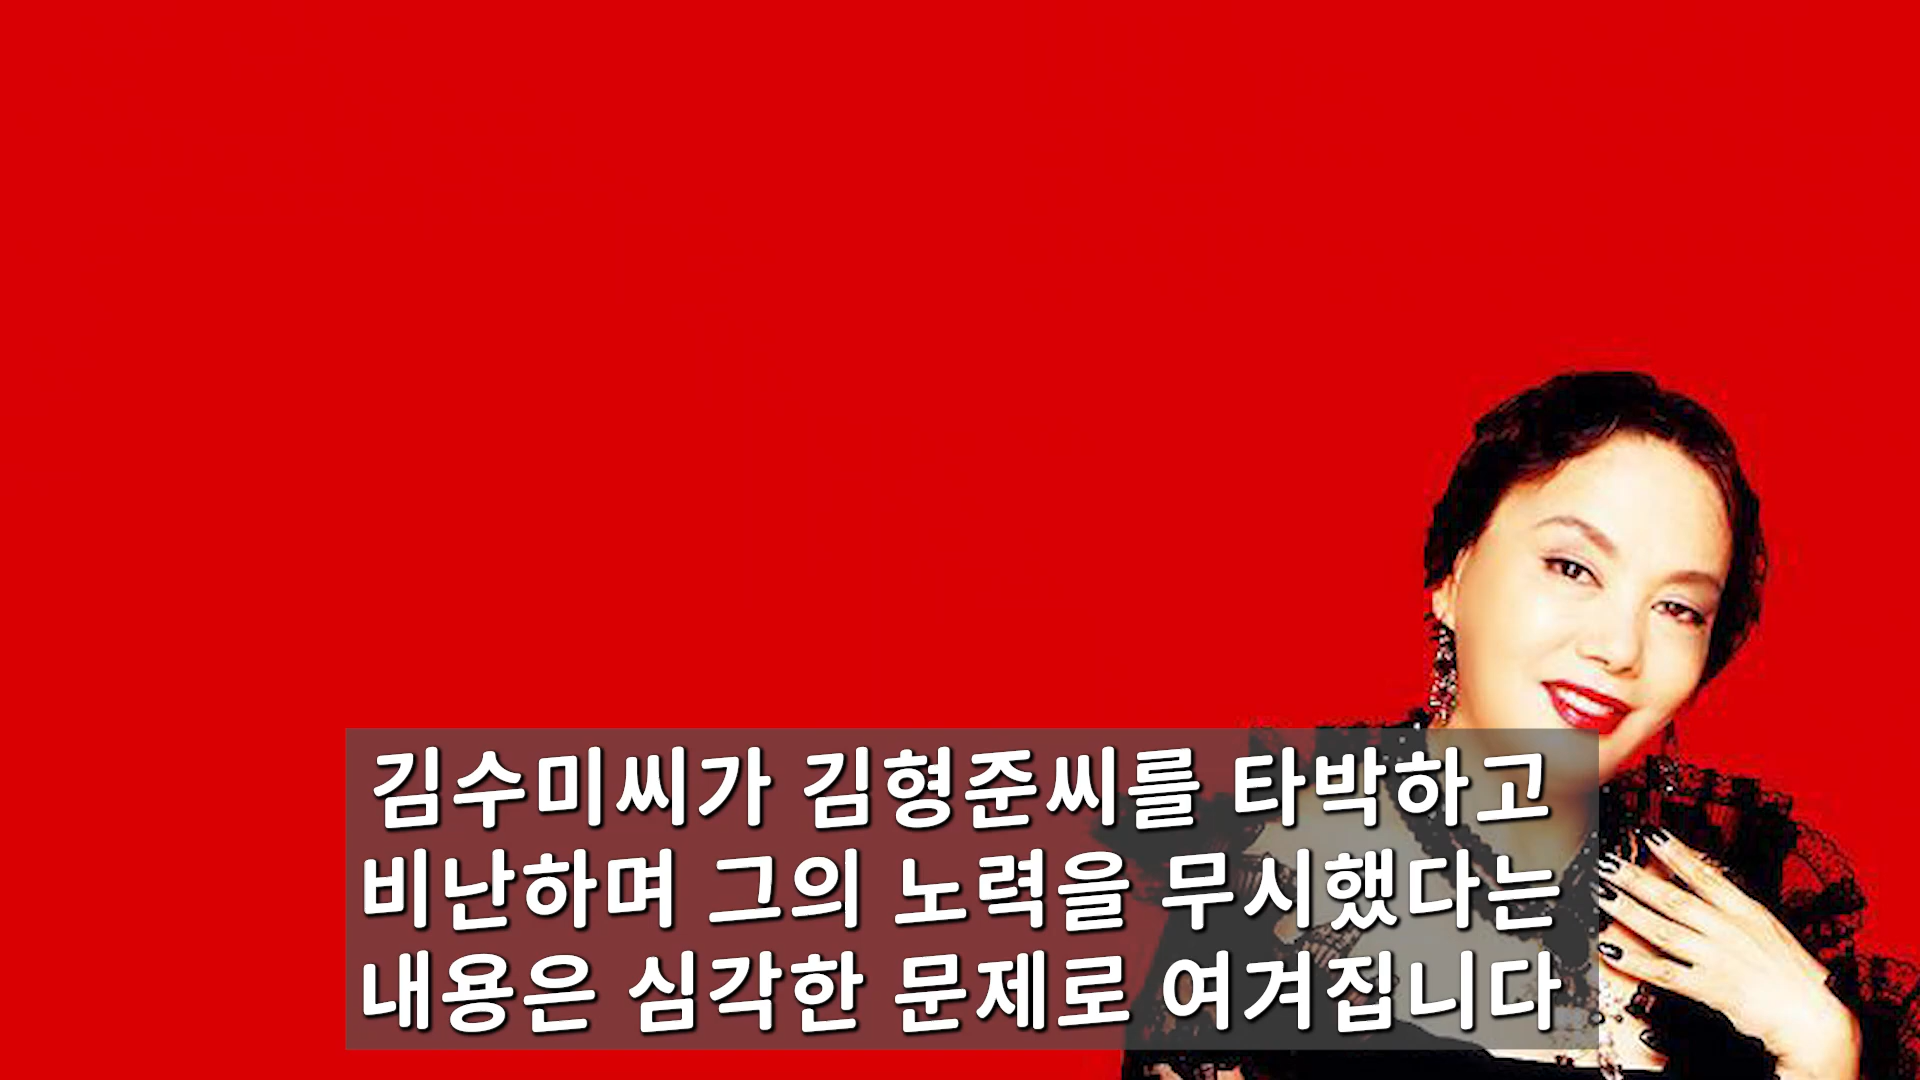 김수미씨가 김형준씨를 타박하고
비난하며 그의 노력을 무시했다는
내용은 심각한 문제로 여겨집니다